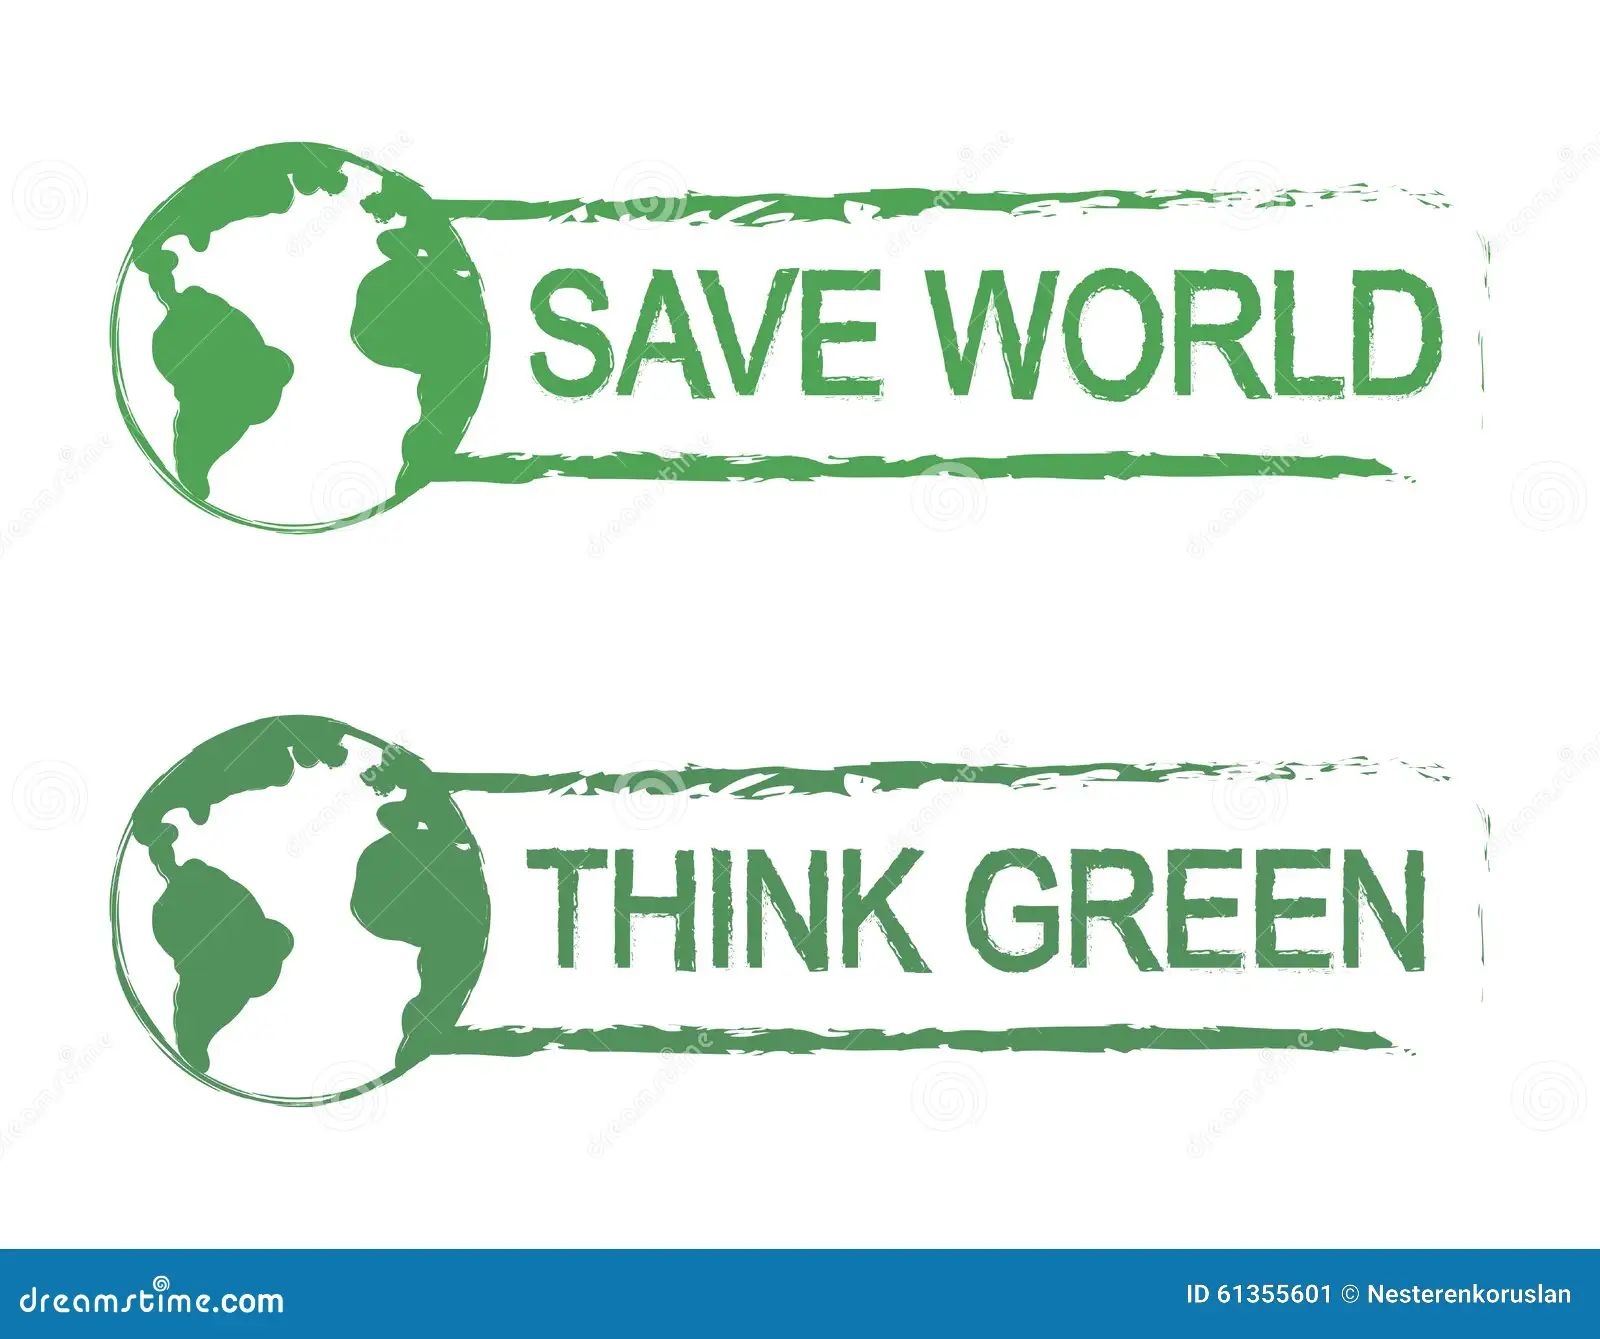 SAVE WORLD
THINK GREEN
dreamstime.com
ID 61355601 © Nesterenkoruslan